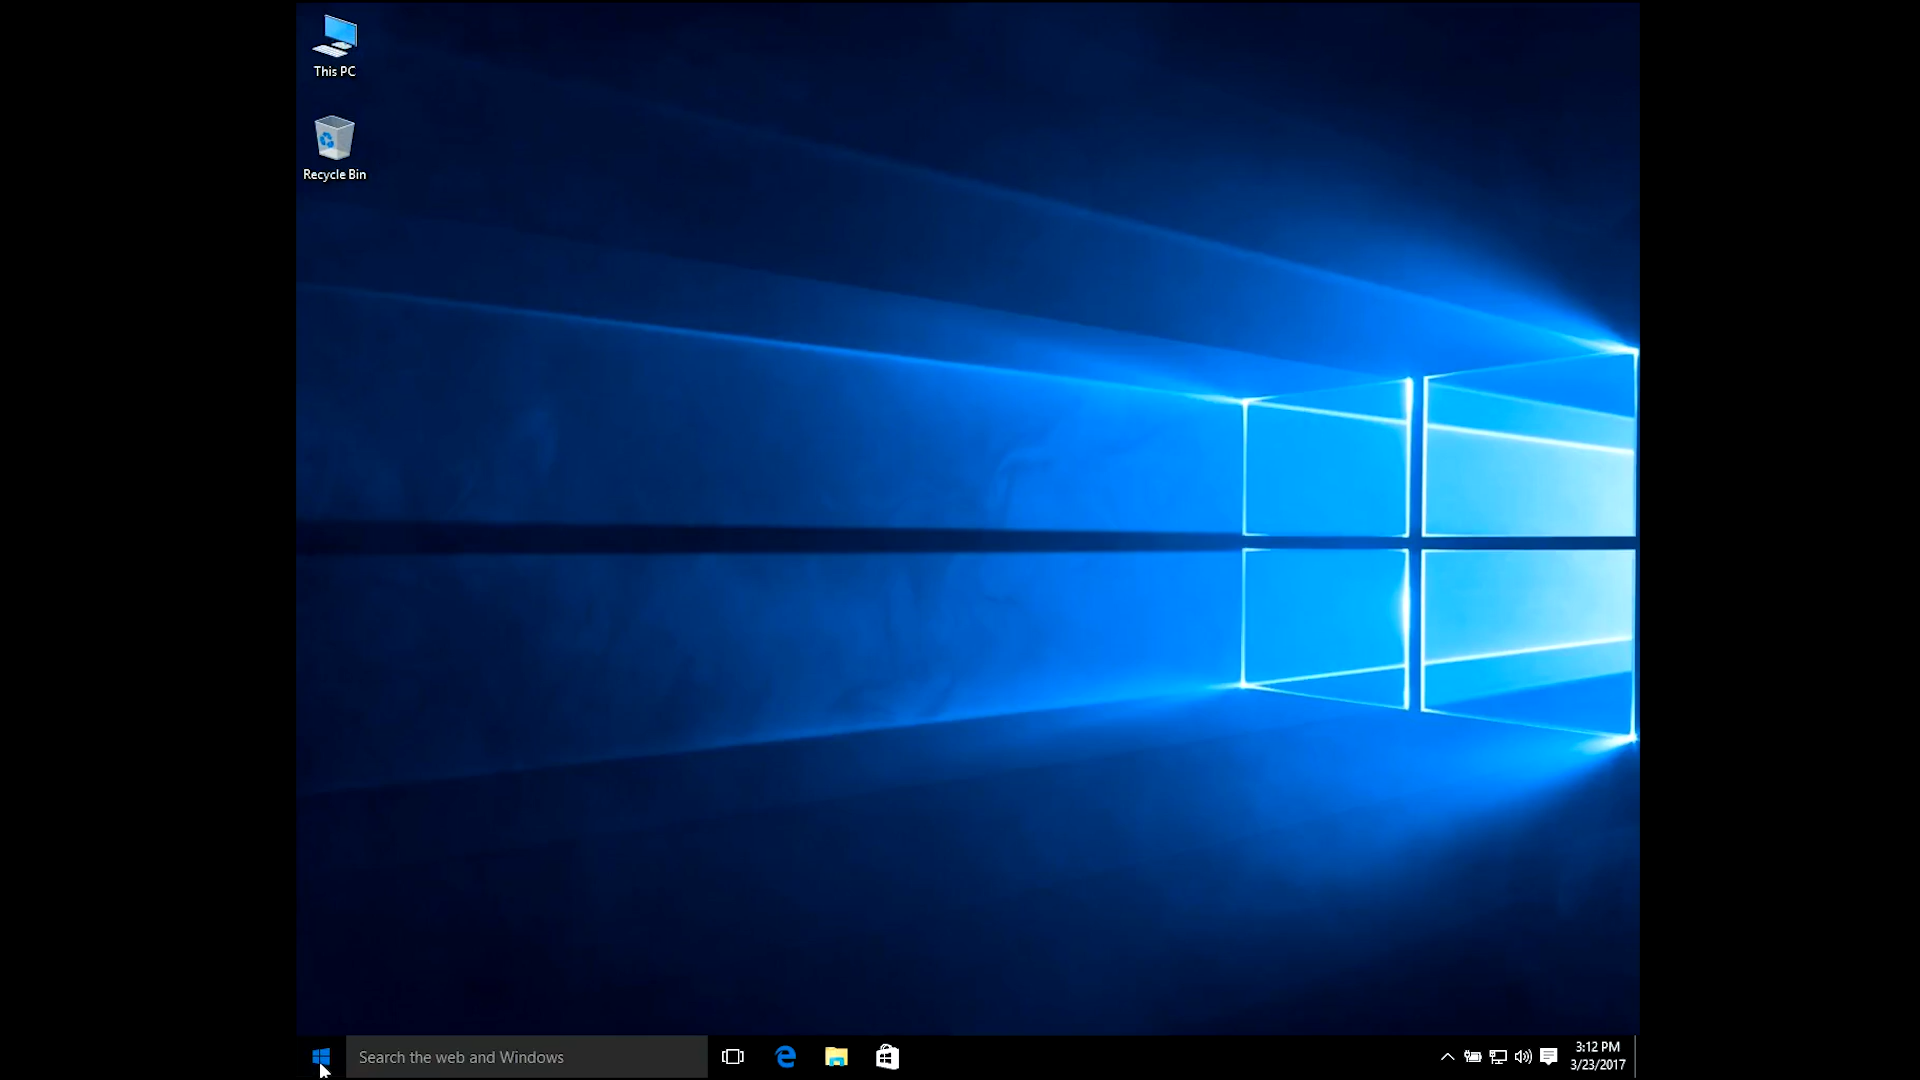 This PC
Recycle Bin
Search the web and Windows
3:12 PM
3/23/2017